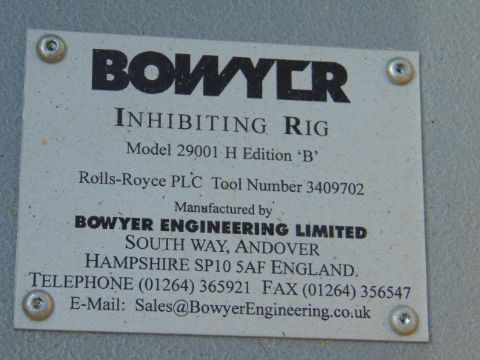 BOWYER
INHIBITING RIG
Model 29001 H Edition 'B'
Rolls-Royce PLC Tool Number 3409702
Manufactured by
BOWYER ENGINEERING LIMITED
SOUTH WAY, ANDOVER
HAMPSHIRE SP10 5AF ENGLAND.
TELEPHONE (01264) 365921 FAX (01264) 356547
E-Mail: Sales@BowyerEngineering.co.uk